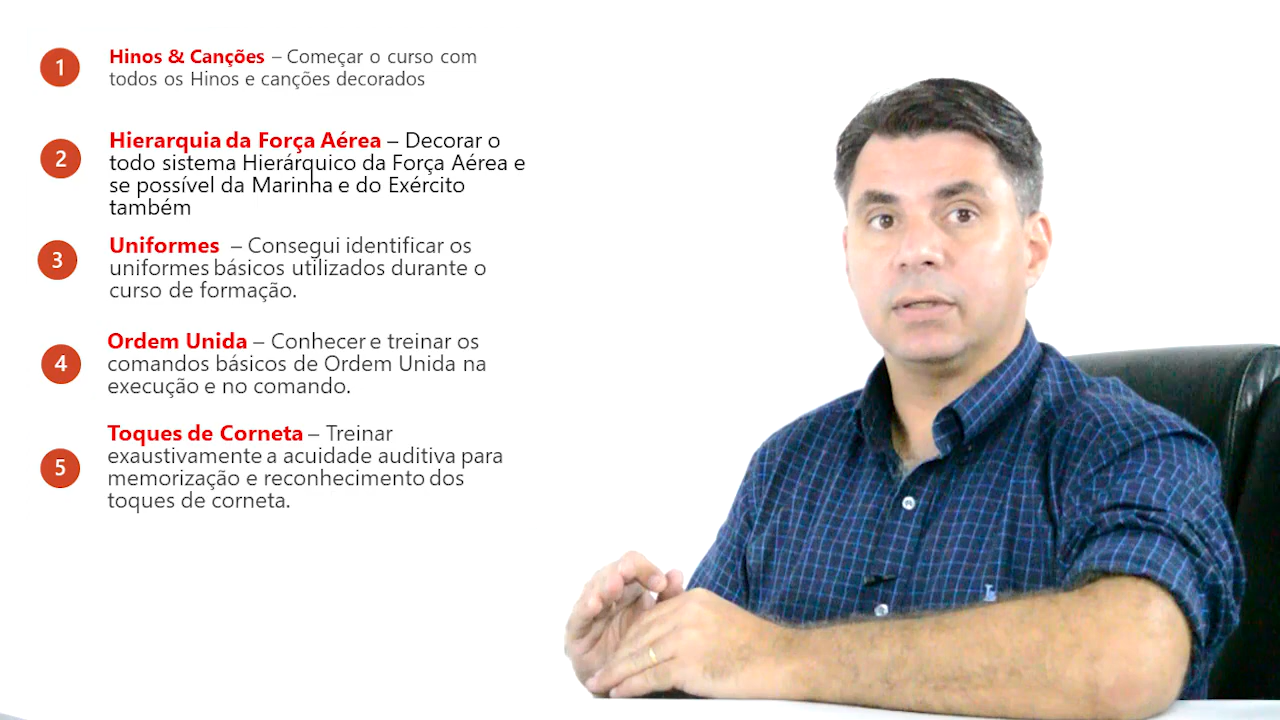 1
Hinos & Canções – Começar o curso com
todos os Hinos e canções decorados
2
Hierarquia da Força Aérea – Decorar o
todo sistema Hierárquico da Força Aérea e
se possível da Marinha e do Exército
também
3
Uniformes – Consegui identificar os
uniformes básicos utilizados durante o
curso de formação.
4
Ordem Unida – Conhecer e treinar os
comandos básicos de Ordem Unida na
execução e no comando.
5
Toques de Corneta – Treinar
exaustivamente a acuidade auditiva para
memorização e reconhecimento dos
toques de corneta.